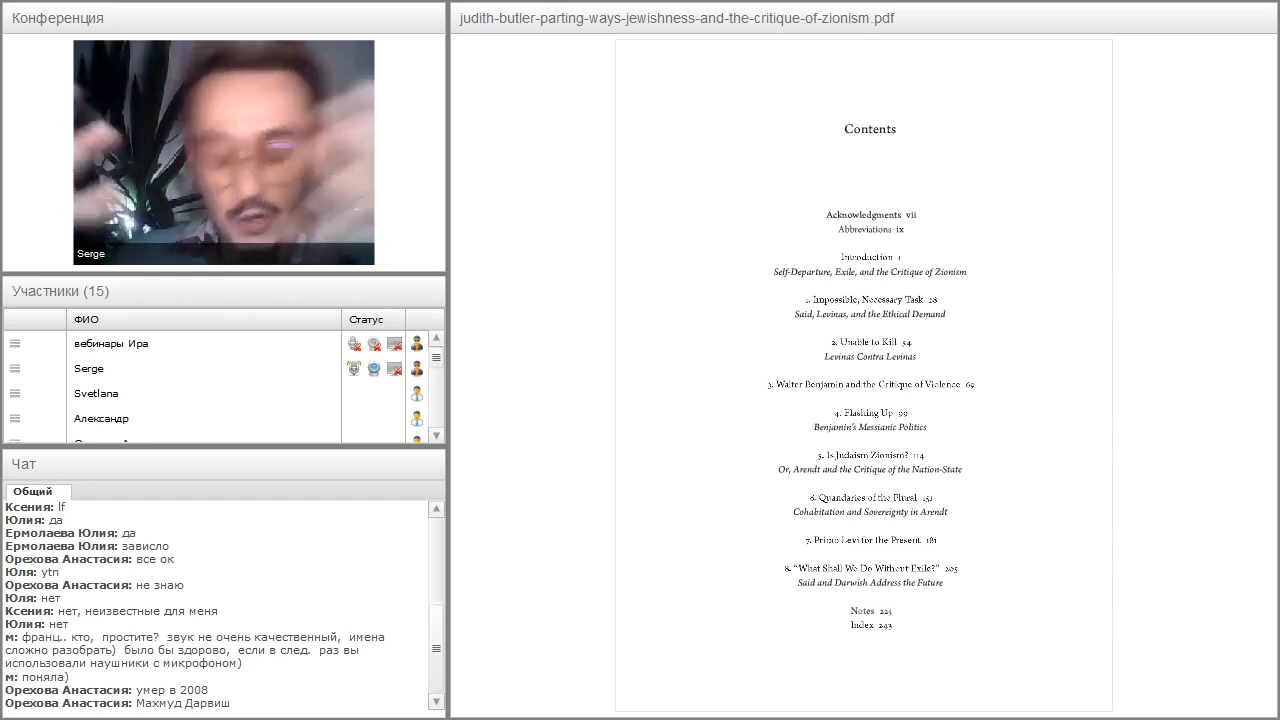 Конференция
Serge
Участники (15)
ФИО
Статус
вебинары Ира
Serge
Svetlana
Александр
Чат
Общий
Ксения: lf
Юлия: да
Ермолаева Юлия: да
Ермолаева Юлия: зависло
Орехова Анастасия: все ок
Юля: ytn
Орехова Анастасия: не знаю
Юля: нет
Ксения: нет, неизвестные для меня
Юлия: нет
м: франц.. кто, простите? звук не очень качественный, имена
сложно разобрать) было бы здорово, если в след. раз вы
использовали наушники с микрофоном)
м: поняла)
Орехова Анастасия: умер в 2008
Орехова Анастасия: Махмуд Дарвиш
judith-butler-parting-ways-jewishness-and-the-critique-of-zionism.pdf
Contents
Acknowledgments vii
Abbreviations ix
Introduction 1
Self-Departure, Exile, and the Critique of Zionism
1. Impossible, Necessary Task 28
Said, Levinas, and the Ethical Demand
2. Unable to Kill 54
Levinas Contra Levinas
3. Walter Benjamin and the Critique of Violence 69
4. Flashing Up 99
Benjamin's Messianic Politics
5. Is Judaism Zionism? 114
Or, Arendt and the Critique of the Nation-State
6. Quandaries of the Plural 151
Cohabitation and Sovereignty in Arendt
7. Primo Levi for the Present 181
8. “What Shall We Do Without Exile?” 205
Said and Darwish Address the Future
Notes 225
Index 243